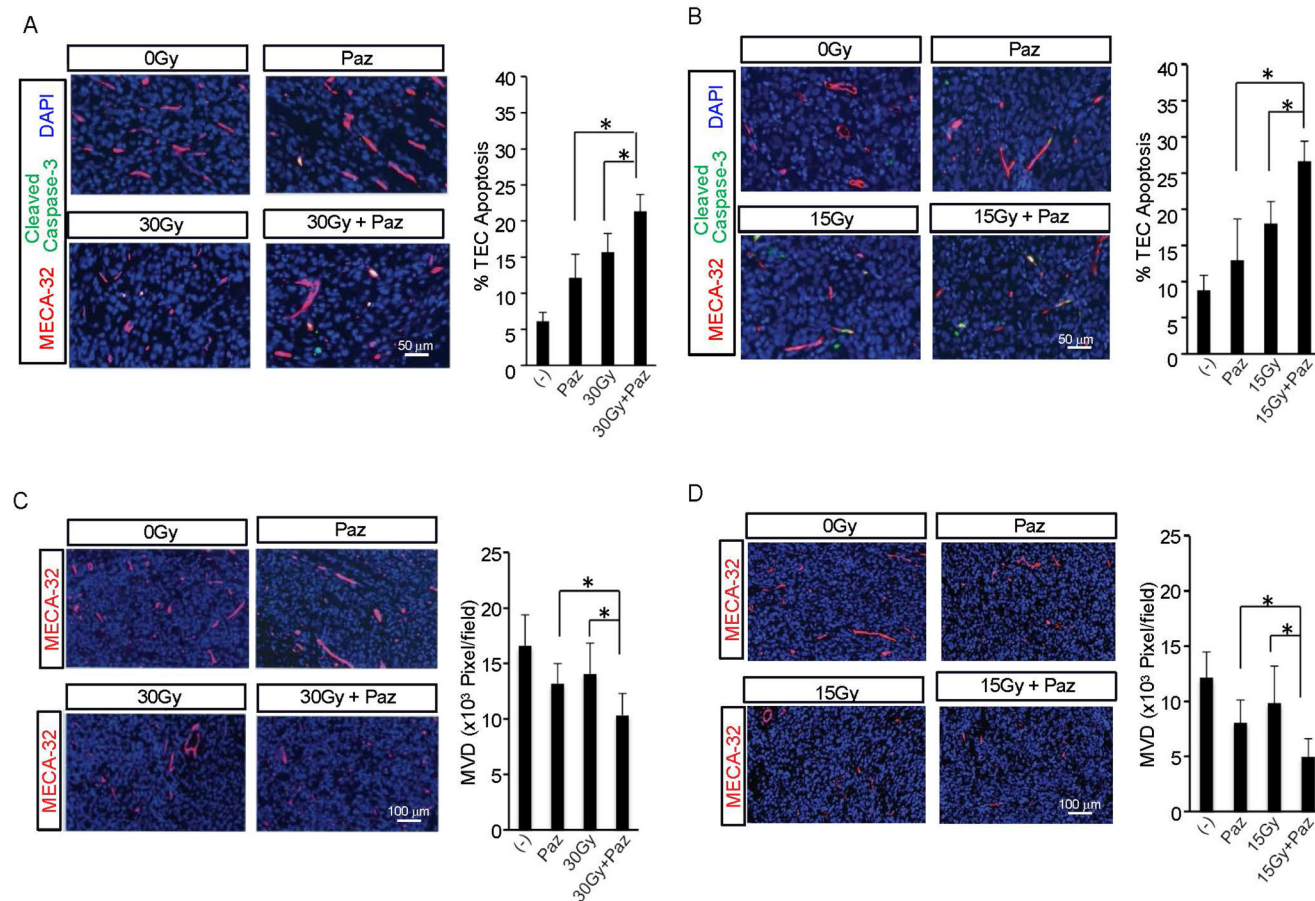 A
0Gy
Paz
MECA-32 Cleaved Caspase-3 DAPI
30Gy
30Gy + Paz
50 μm
% TEC Apoptosis
40
35
30
25
20
15
10
5
0
*
*
(-)
Paz
30Gy
30Gy+Paz
B
0Gy
Paz
MECA-32 Cleaved Caspase-3 DAPI
15Gy
15Gy + Paz
50 μm
% TEC Apoptosis
40
35
30
25
20
15
10
5
0
*
*
(-)
Paz
15Gy
15Gy+Paz
C
0Gy
Paz
MECA-32
30Gy
30Gy + Paz
MECA-32
100 μm
MVD (x10³ Pixel/field)
25
20
15
10
5
0
*
*
(-)
Paz
30Gy
30Gy+Paz
D
0Gy
Paz
MECA-32
15Gy
15Gy + Paz
MECA-32
100 μm
MVD (x10³ Pixel/field)
25
20
15
10
5
0
*
*
(-)
Paz
15Gy
15Gy+Paz